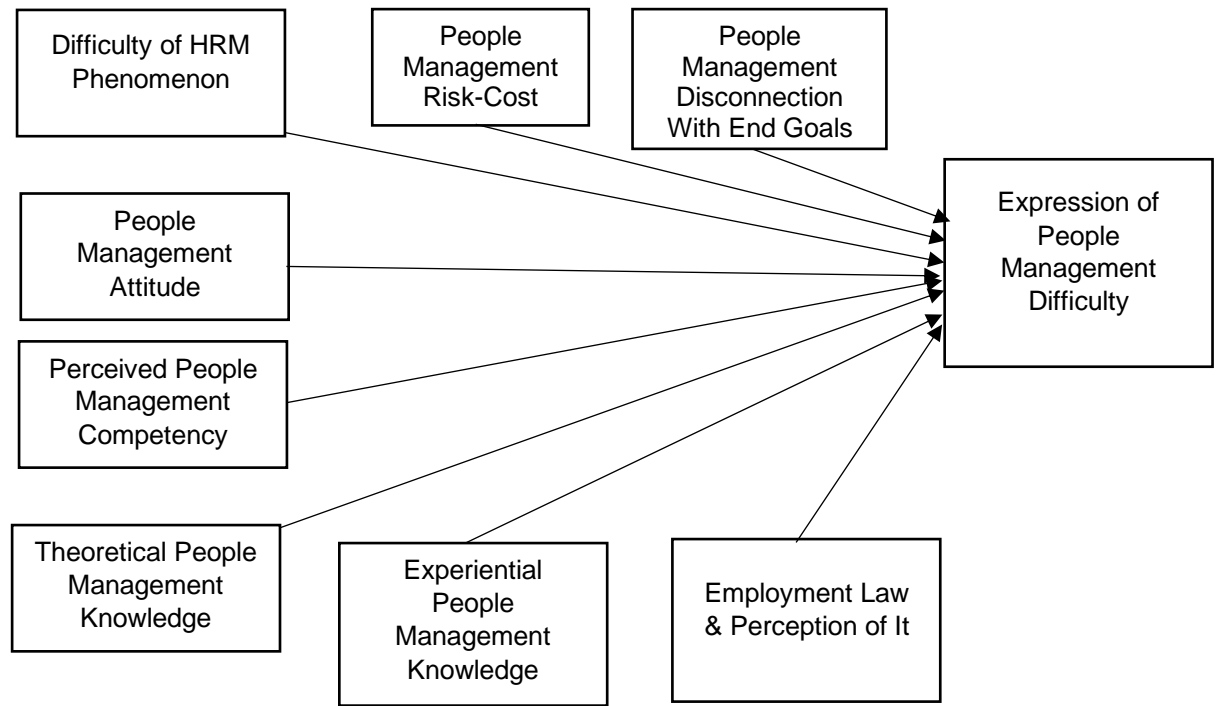 Difficulty of HRM
Phenomenon
People
Management
Risk-Cost
People
Management
Disconnection
With End Goals
Expression of
People
Management
Difficulty
People
Management
Attitude
Perceived People
Management
Competency
Theoretical People
Management
Knowledge
Experiential
People
Management
Knowledge
Employment Law
& Perception of It